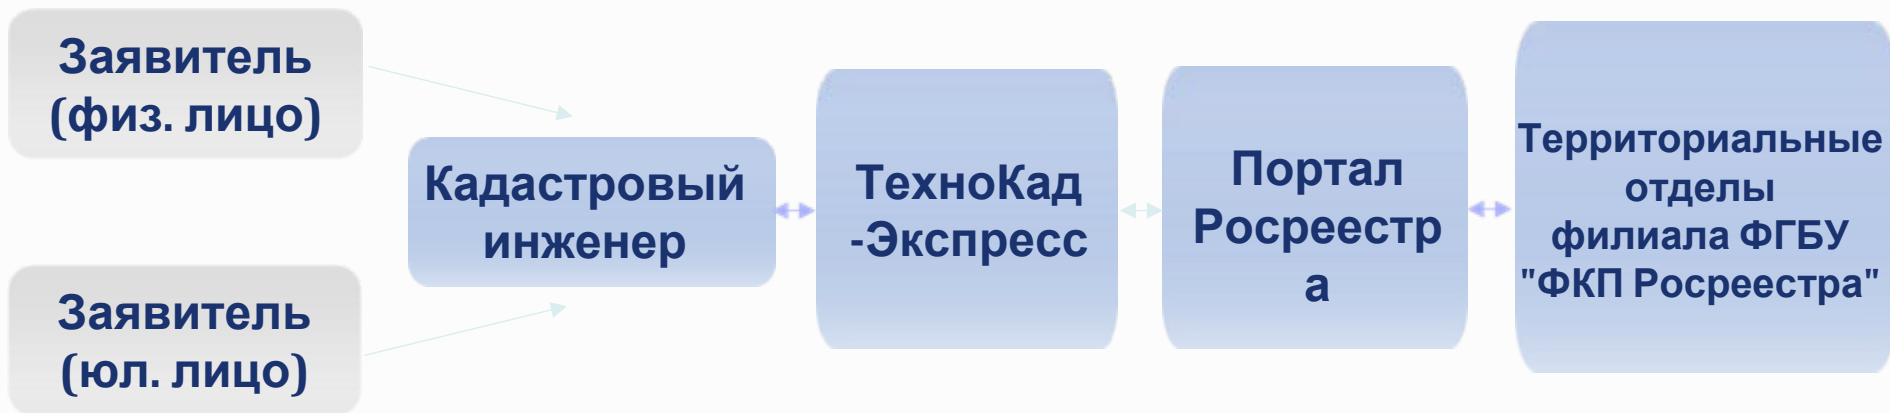 Заявитель
(физ. лицо)
Заявитель
(юл. лицо)
Кадастровый
инженер
ТехноКад
-Экспресс
Портал
Росреестр
а
Территориальные
отделы
филиала ФГБУ
"ФКП Росреестра"